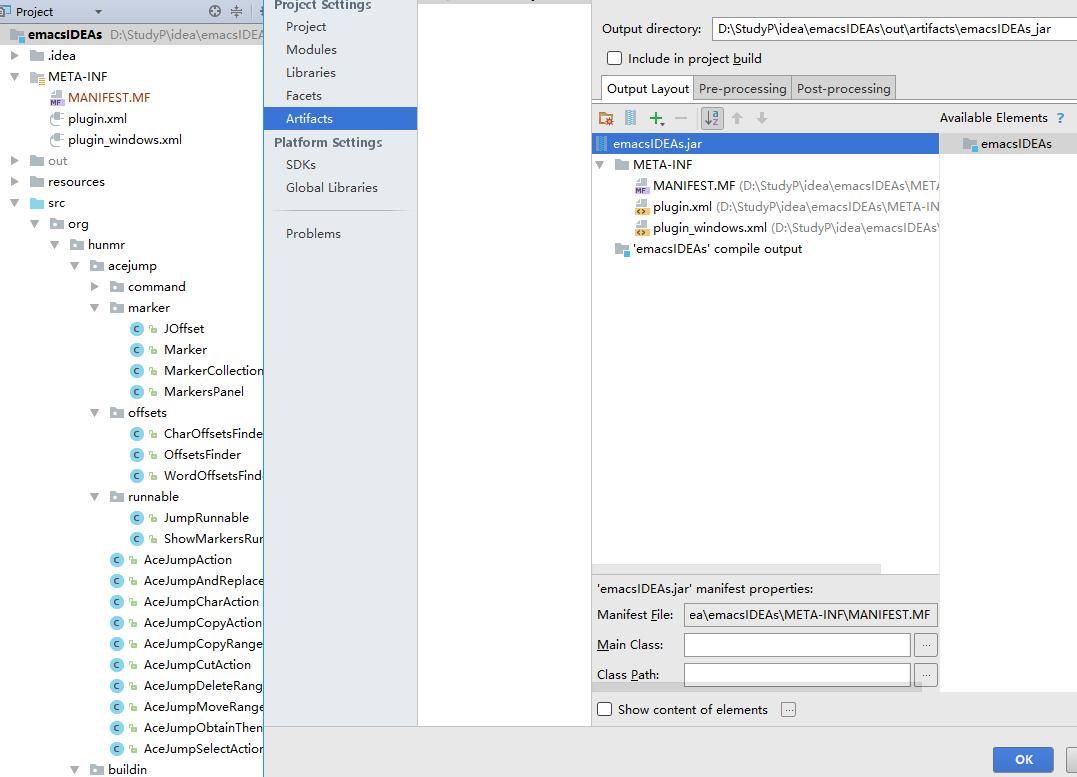 Project
emacsIDEAs D:\StudyP\idea\emacsIDEA
.idea
META-INF
MANIFEST.MF
plugin.xml
plugin_windows.xml
out
resources
src
org
hunmr
acejump
command
marker
JOffset
Marker
MarkerCollection
MarkersPanel
offsets
CharOffsetsFinde
OffsetsFinder
WordOffsetsFind
runnable
JumpRunnable
ShowMarkersRur
AceJumpAction
AceJumpAndReplace
AceJumpCharAction
AceJumpCopyAction
AceJumpCopyRange
AceJumpCutAction
AceJumpDeleteRang
AceJumpMoveRange
AceJumpObtainThen
AceJumpSelectAction
buildin
Project Settings
Project
Modules
Libraries
Facets
Artifacts
Platform Settings
SDKs
Global Libraries
Problems
Output directory: D:\StudyP\idea\emacsIDEAs\out\artifacts\emacsIDEAs_jar
Include in project build
Output Layout Pre-processing Post-processing
Available Elements ?
emacsIDEAs.jar
META-INF
MANIFEST.MF (D:\StudyP\idea\emacsIDEAs\META
plugin.xml (D:\StudyP\idea\emacsIDEAs\META-IN
plugin_windows.xml (D:\StudyP\idea\emacsIDEAs\
'emacsIDEAs' compile output
emacsIDEAs
'emacsIDEAs.jar' manifest properties:
Manifest File: ea\emacsIDEAs\META-INF\MANIFEST.MF
Main Class: ...
Class Path: ...
Show content of elements ...
OK